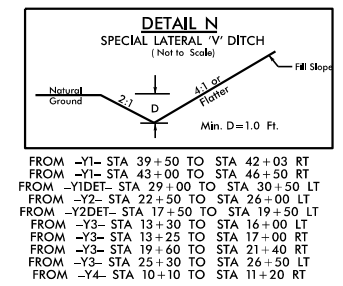 DETAIL N
SPECIAL LATERAL 'V' DITCH
( Not to Scale)
Natural
Ground
2:1
D
4:1 or
Flatter
Fill Slope
Min. D=1.0 Ft.
FROM -Y1- STA 39+50 TO STA 42+03 RT
FROM -Y1- STA 43+00 TO STA 46+50 RT
FROM -Y1DET- STA 29+00 TO STA 30+50 LT
FROM -Y2- STA 22+50 TO STA 26+00 LT
FROM -Y2DET- STA 17+50 TO STA 19+50 LT
FROM -Y3- STA 13+30 TO STA 16+00 LT
FROM -Y3- STA 13+25 TO STA 17+00 RT
FROM -Y3- STA 19+60 TO STA 21+40 RT
FROM -Y3- STA 25+30 TO STA 26+50 LT
FROM -Y4- STA 10+10 TO STA 11+20 RT